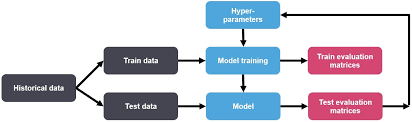 Hyper-
parameters
Train data
Model training
Train evaluation
matrices
Historical data
Test data
Model
Test evaluation
matrices